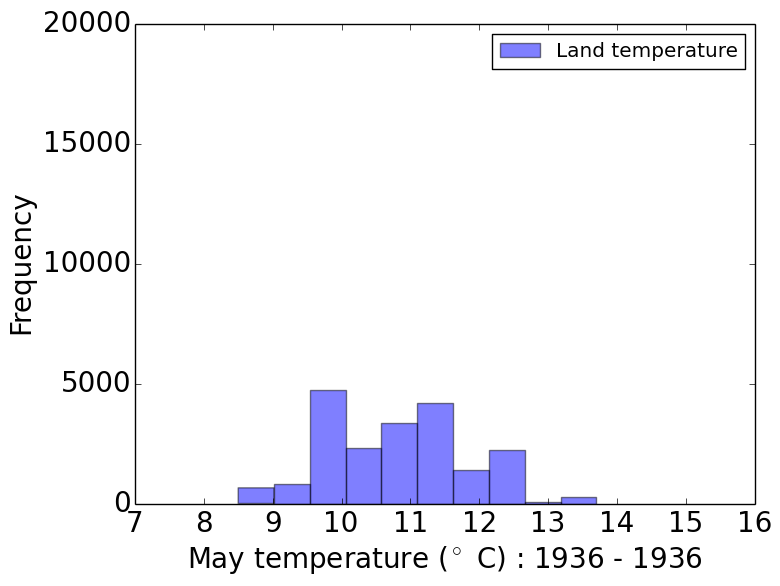 20000
Land temperature
15000
Frequency
10000
5000
0
7 8 9 10 11 12 13 14 15 16
May temperature (° C) : 1936 - 1936